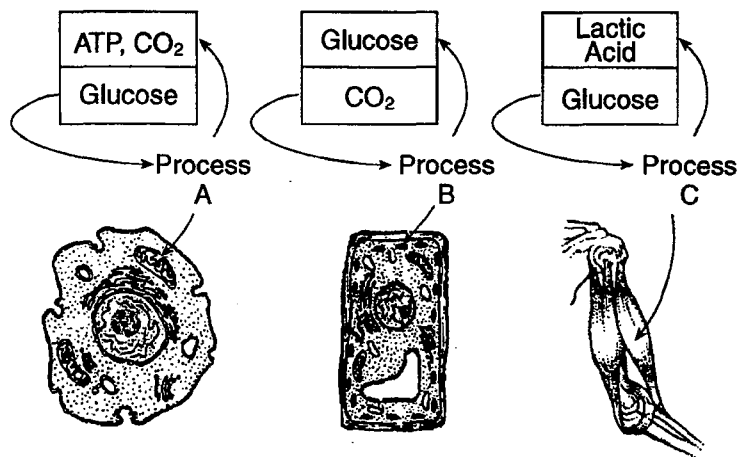 ATP, CO₂
Glucose
Process
A
Glucose
CO₂
Process
B
Lactic
Acid
Glucose
Process
C